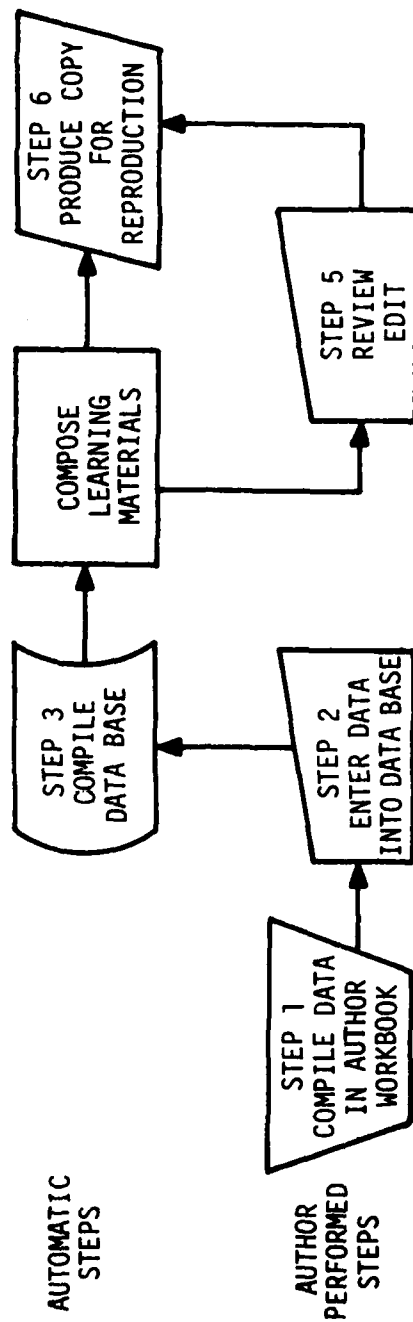 AUTOMATIC
STEPS
STEP 3
COMPILE
DATA BASE
COMPOSE
LEARNING
MATERIALS
STEP 6
PRODUCE COPY
FOR
REPRODUCTION
AUTHOR
PERFORMED
STEPS
STEP 1
COMPILE DATA
IN AUTHOR
WORKBOOK
STEP 2
ENTER DATA
INTO DATA BASE
STEP 5
REVIEW
EDIT